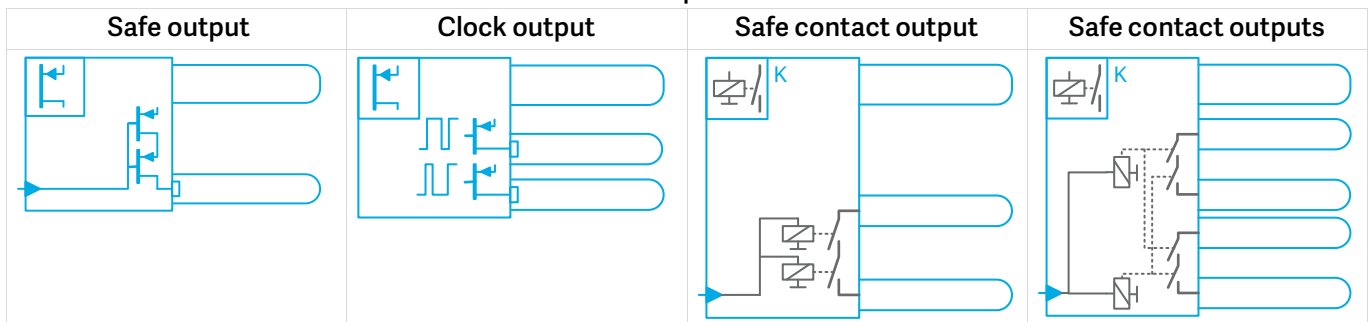 Safe output
Clock output
Safe contact output
Safe contact outputs
K
K